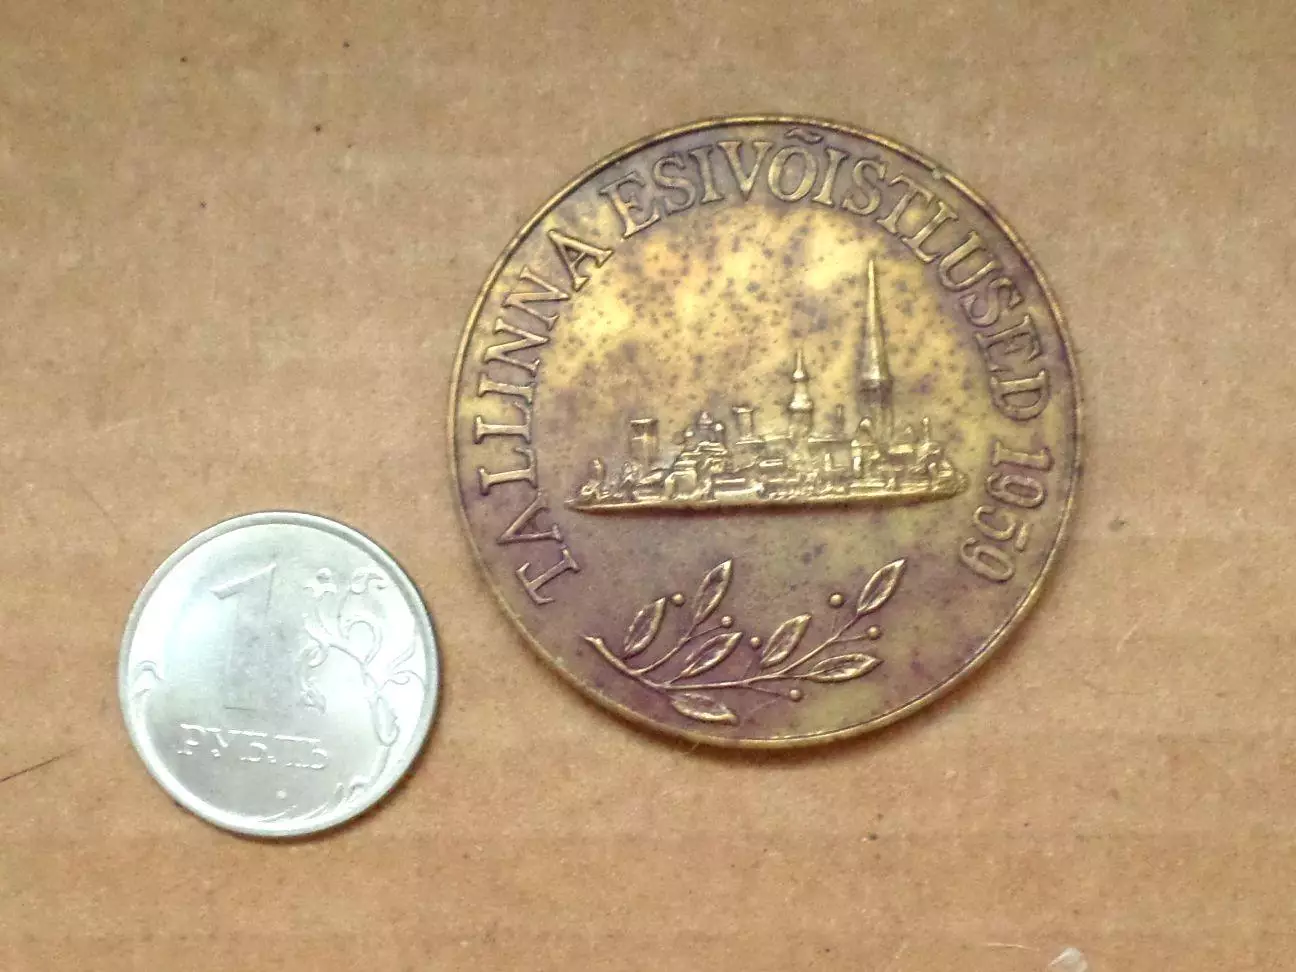 TALLINNA ESIVÕISTLUSED 1959
1
РУБЛЬ